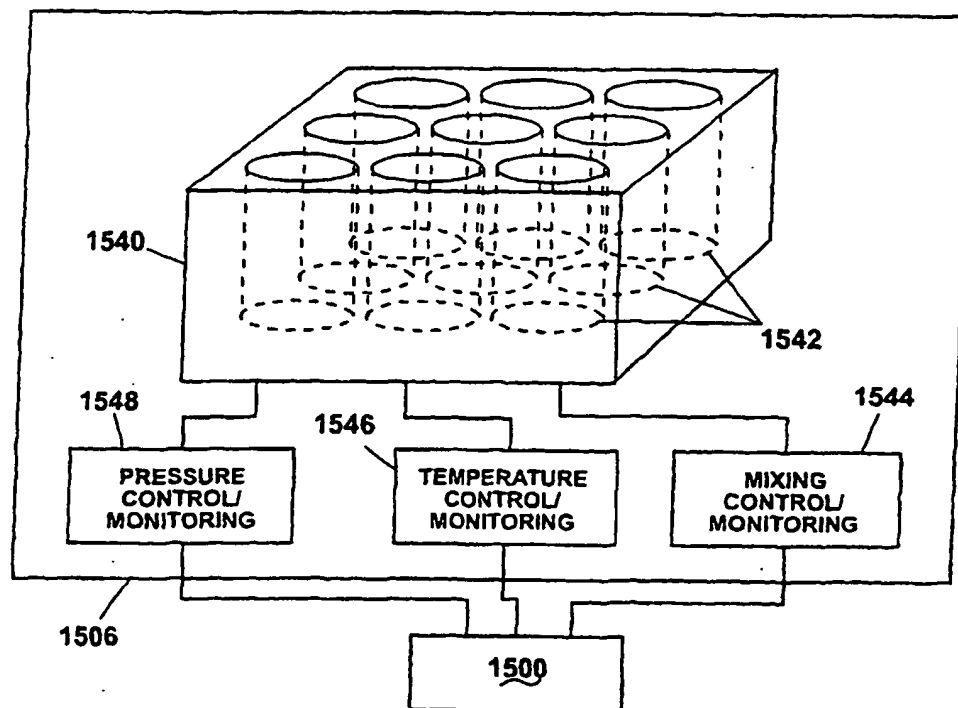 1540
1542
1548
1546
1544
PRESSURE
CONTROL/
MONITORING
TEMPERATURE
CONTROL/
MONITORING
MIXING
CONTROL/
MONITORING
1506
1500